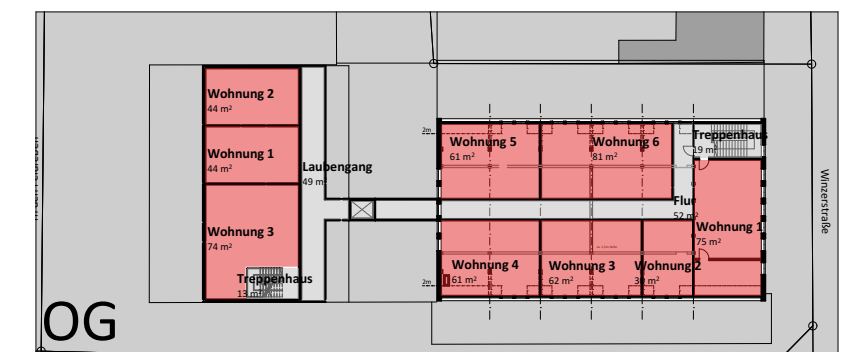 Wohnung 2
44 m²
Wohnung 1
44 m²
Wohnung 3
74 m²
Treppenhaus
13 m²
Laubengang
49 m²
2m
Wohnung 5
61 m²
Wohnung 6
81 m²
Treppenhaus
19 m²
Flur
52 m²
Wohnung 1
75 m²
Wohnung 4
61 m²
Wohnung 3
62 m²
Wohnung 2
2m
Winzerstraße
OG